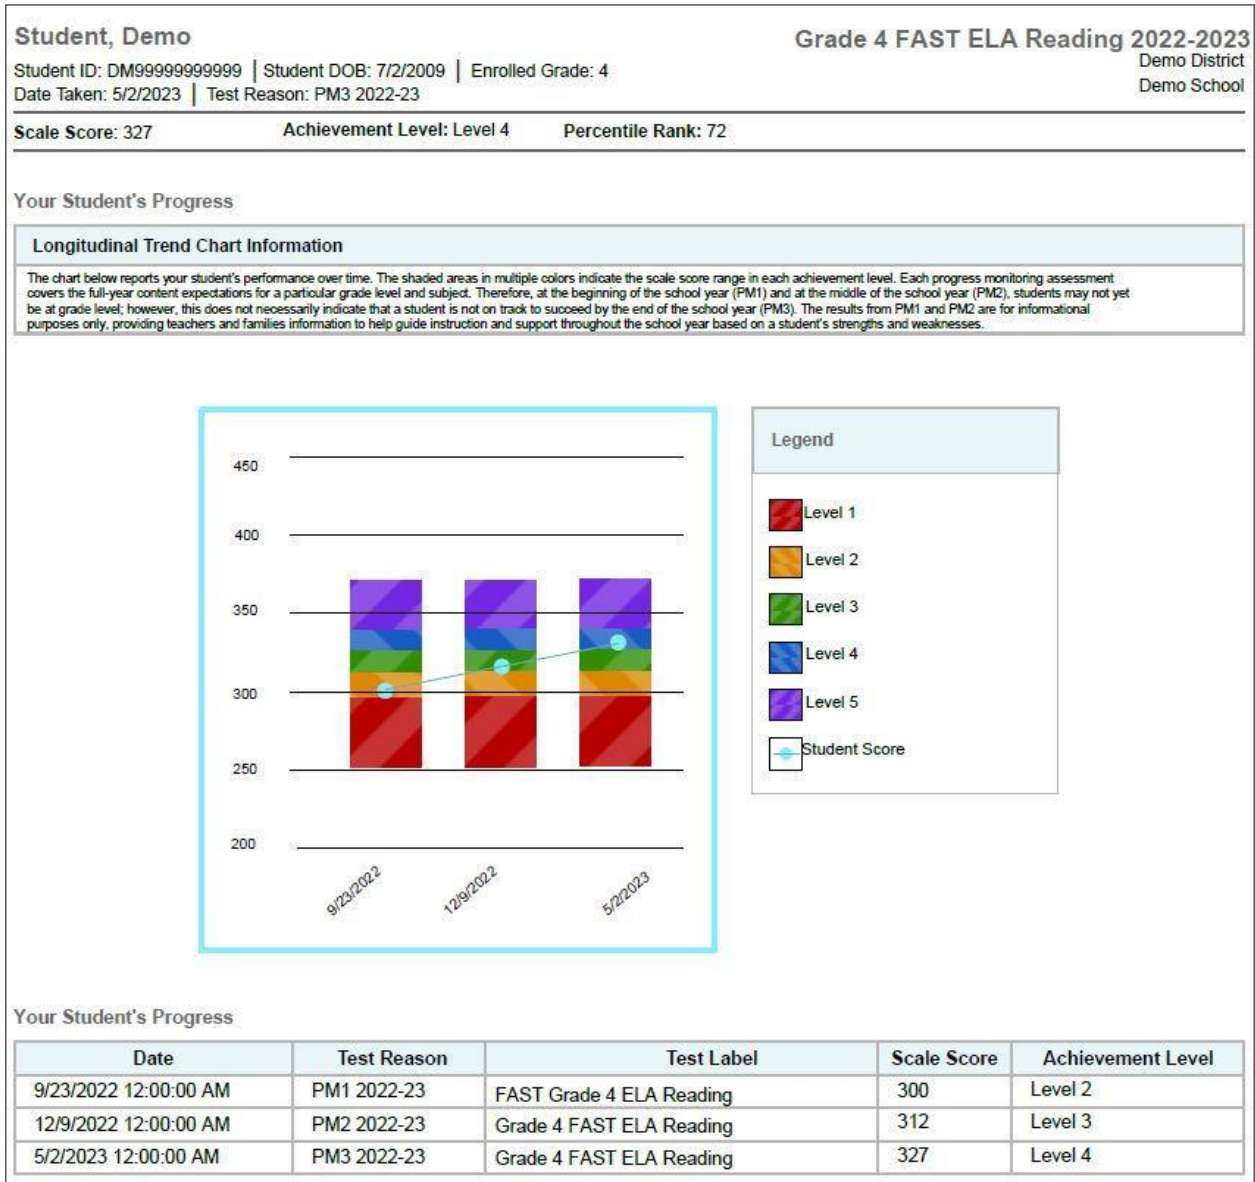 Student, Demo
Grade 4 FAST ELA Reading 2022-2023
Student ID: DM99999999999 | Student DOB: 7/2/2009 | Enrolled Grade: 4
Demo District
Date Taken: 5/2/2023 | Test Reason: PM3 2022-23
Demo School
Scale Score: 327 Achievement Level: Level 4 Percentile Rank: 72
Your Student's Progress
Longitudinal Trend Chart Information
The chart below reports your student's performance over time. The shaded areas in multiple colors indicate the scale score range in each achievement level. Each progress monitoring assessment
covers the full-year content expectations for a particular grade level and subject. Therefore, at the beginning of the school year (PM1) and at the middle of the school year (PM2), students may not yet
be at grade level; however, this does not necessarily indicate that a student is not on track to succeed by the end of the school year (PM3). The results from PM1 and PM2 are for informational
purposes only, providing teachers and families information to help guide instruction and support throughout the school year based on a student's strengths and weaknesses.
450
400
350
300
250
200
9/23/2022
12/9/2022
5/2/2023
Legend
Level 1
Level 2
Level 3
Level 4
Level 5
Student Score
Your Student's Progress
Date Test Reason Test Label Scale Score Achievement Level
9/23/2022 12:00:00 AM PM1 2022-23 FAST Grade 4 ELA Reading 300 Level 2
12/9/2022 12:00:00 AM PM2 2022-23 Grade 4 FAST ELA Reading 312 Level 3
5/2/2023 12:00:00 AM PM3 2022-23 Grade 4 FAST ELA Reading 327 Level 4